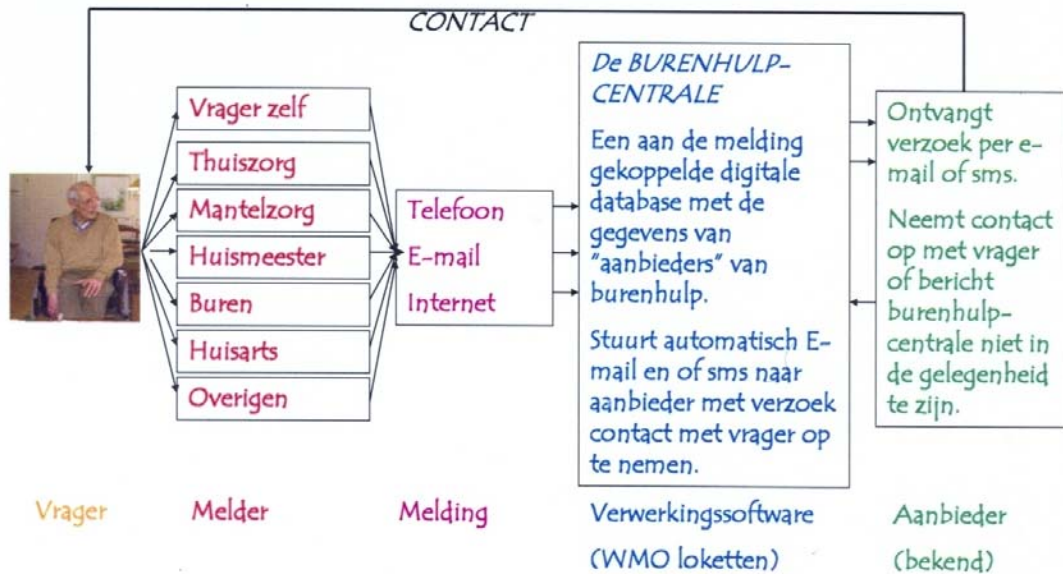 CONTACT
Vrager zelf
Thuiszorg
Mantelzorg
Huismeester
Buren
Huisarts
Overigen
Telefoon
E-mail
Internet
De BURENHULP-
CENTRALE
Een aan de melding
gekoppelde digitale
database met de
gegevens van
"aanbieders" van
burenhulp.
Stuurt automatisch E-
mail en of sms naar
aanbieder met verzoek
contact met vrager op
te nemen.
Ontvangt
verzoek per e-
mail of sms.
Neemt contact
op met vrager
of bericht
burenhulp-
centrale niet in
de gelegenheid
te zijn.
Vrager
Melder
Melding
Verwerkingssoftware
(WMO loketten)
Aanbieder
(bekend)